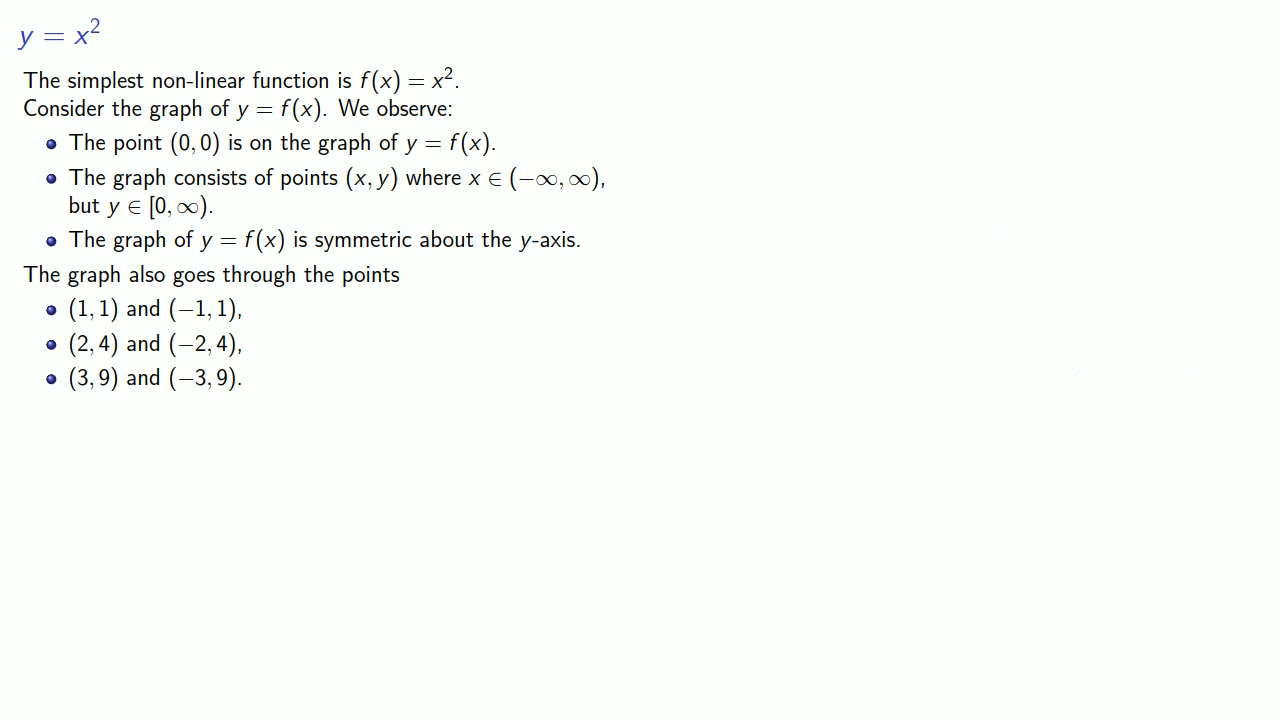 y = x²
The simplest non-linear function is f(x) = x².
Consider the graph of y = f(x). We observe:
• The point (0, 0) is on the graph of y = f(x).
• The graph consists of points (x, y) where x ∈ (−∞, ∞),
but y ∈ [0, ∞).
• The graph of y = f(x) is symmetric about the y-axis.
The graph also goes through the points
• (1, 1) and (−1, 1),
• (2, 4) and (−2, 4),
• (3, 9) and (−3, 9).